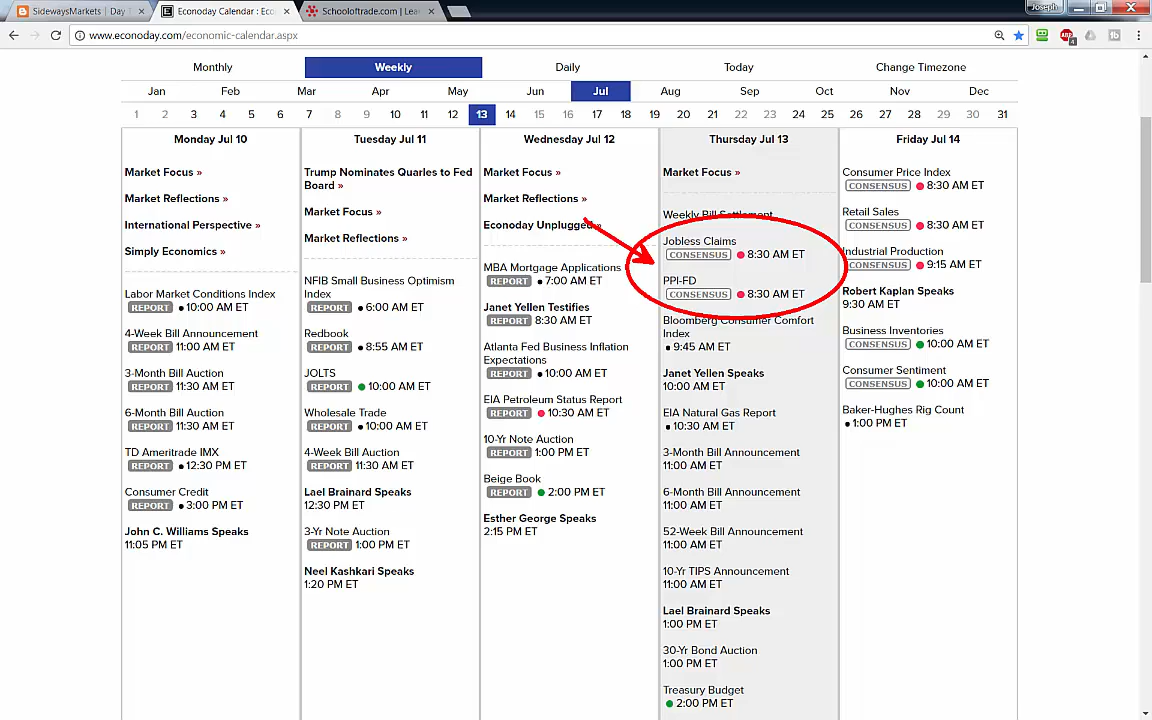 SidewaysMarkets | Day T
Econoday Calendar : Eco
Schooloftrade.com | Lea
Joseph
www.econoday.com/economic-calendar.aspx
Monthly Weekly Daily Today Change Timezone
Jan Feb Mar Apr May Jun Jul Aug Sep Oct Nov Dec
1 2 3 4 5 6 7 8 9 10 11 12 13 14 15 16 17 18 19 20 21 22 23 24 25 26 27 28 29 30 31
Monday Jul 10
Market Focus »
Market Reflections »
International Perspective »
Simply Economics »
Labor Market Conditions Index
REPORT 10:00 AM ET
4-Week Bill Announcement
REPORT 11:00 AM ET
3-Month Bill Auction
REPORT 11:30 AM ET
6-Month Bill Auction
REPORT 11:30 AM ET
TD Ameritrade IMX
REPORT 12:30 PM ET
Consumer Credit
REPORT 3:00 PM ET
John C. Williams Speaks
11:05 PM ET
Tuesday Jul 11
Trump Nominates Quarles to Fed
Board »
Market Focus »
Market Reflections »
NFIB Small Business Optimism
Index
REPORT 6:00 AM ET
Redbook
REPORT 8:55 AM ET
JOLTS
REPORT 10:00 AM ET
Wholesale Trade
REPORT 10:00 AM ET
4-Week Bill Auction
REPORT 11:30 AM ET
Lael Brainard Speaks
12:30 PM ET
3-Yr Note Auction
REPORT 1:00 PM ET
Neel Kashkari Speaks
1:20 PM ET
Wednesday Jul 12
Market Focus »
Market Reflections »
Econoday Unplugged »
MBA Mortgage Applications
REPORT 7:00 AM ET
Janet Yellen Testifies
REPORT 8:30 AM ET
Atlanta Fed Business Inflation
Expectations
REPORT 10:00 AM ET
EIA Petroleum Status Report
REPORT 10:30 AM ET
10-Yr Note Auction
REPORT 1:00 PM ET
Beige Book
REPORT 2:00 PM ET
Esther George Speaks
2:15 PM ET
Thursday Jul 13
Market Focus »
Weekly Bill Settlement
Jobless Claims
CONSENSUS 8:30 AM ET
PPI-FD
CONSENSUS 8:30 AM ET
Bloomberg Consumer Comfort
Index
9:45 AM ET
Janet Yellen Speaks
10:00 AM ET
EIA Natural Gas Report
10:30 AM ET
3-Month Bill Announcement
11:00 AM ET
6-Month Bill Announcement
11:00 AM ET
52-Week Bill Announcement
11:00 AM ET
10-Yr TIPS Announcement
11:00 AM ET
Lael Brainard Speaks
1:00 PM ET
30-Yr Bond Auction
1:00 PM ET
Treasury Budget
2:00 PM ET
Friday Jul 14
Consumer Price Index
CONSENSUS 8:30 AM ET
Retail Sales
CONSENSUS 8:30 AM ET
Industrial Production
CONSENSUS 9:15 AM ET
Robert Kaplan Speaks
9:30 AM ET
Business Inventories
CONSENSUS 10:00 AM ET
Consumer Sentiment
CONSENSUS 10:00 AM ET
Baker-Hughes Rig Count
1:00 PM ET